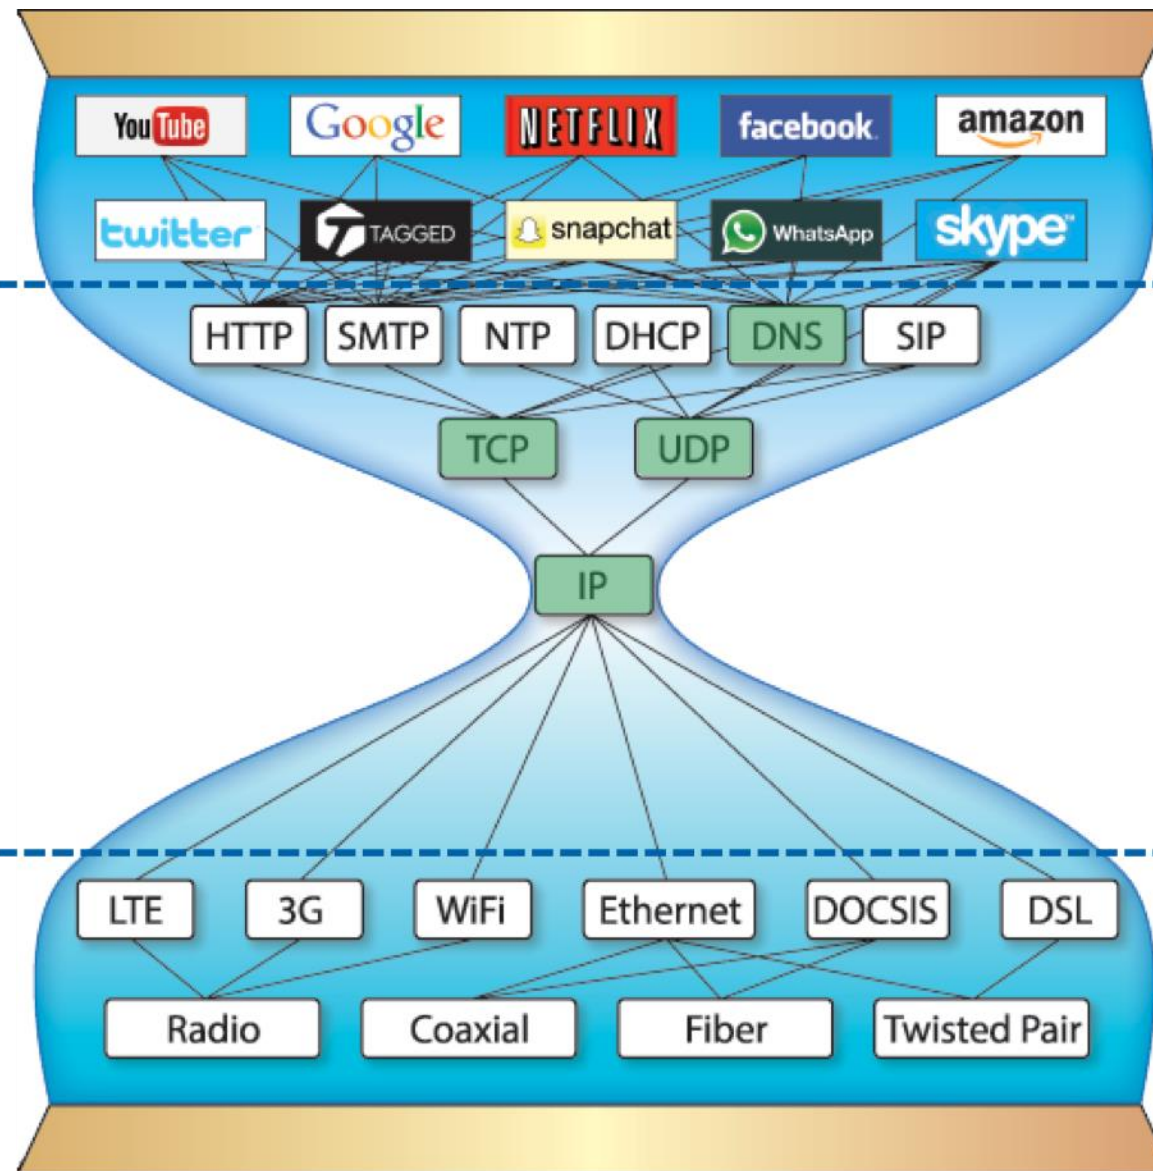 YouTube Google NETFLIX facebook amazon
twitter TAGGED snapchat WhatsApp skype™
HTTP SMTP NTP DHCP DNS SIP
TCP UDP
IP
LTE 3G WiFi Ethernet DOCSIS DSL
Radio Coaxial Fiber Twisted Pair